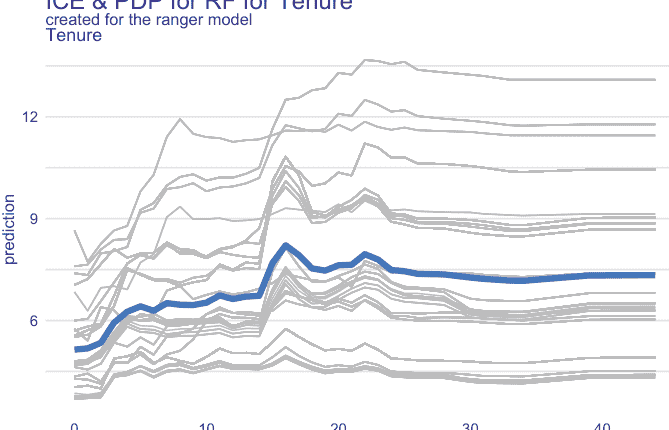 ICE & PDP for RF for Tenure
created for the ranger model
Tenure
12
9
6
prediction
0 10 20 30 40